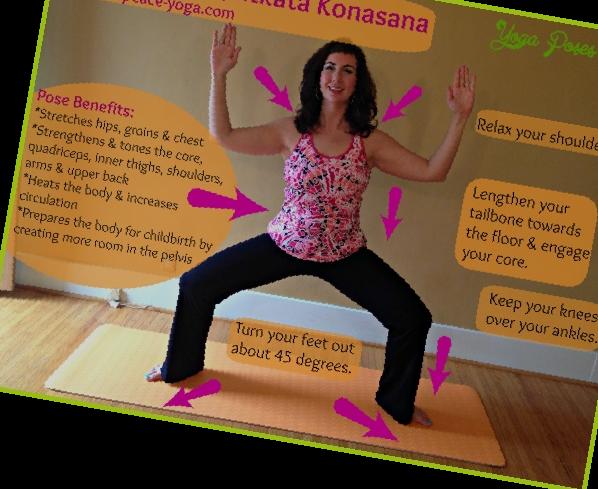 Konasana
peace-yoga.com
Yoga Poses
Pose Benefits:
*Stretches hips, grains & chest
*Strengthens & tones the core,
quadriceps, inner thighs, shoulders,
arms & upper back
*Heats the body & increases
circulation
*Prepares the body for childbirth by
creating more room in the pelvis
Relax your
Lengthen your
tailbone towards
the floor & engage
your core.
Keep your knees
over your ankles.
Turn your feet out
about 45 degrees.